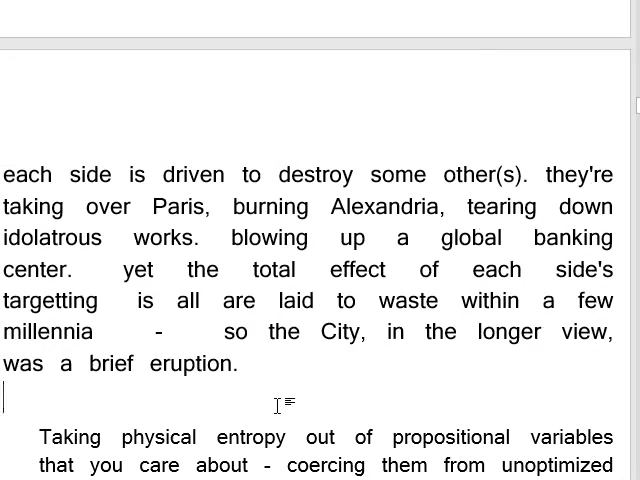 each side is driven to destroy some other(s). they're
taking over Paris, burning Alexandria, tearing down
idolatrous works. blowing up a global banking
center. yet the total effect of each side's
targetting is all are laid to waste within a few
millennia - so the City, in the longer view,
was a brief eruption.
Taking physical entropy out of propositional variables
that you care about - coercing them from unoptimized